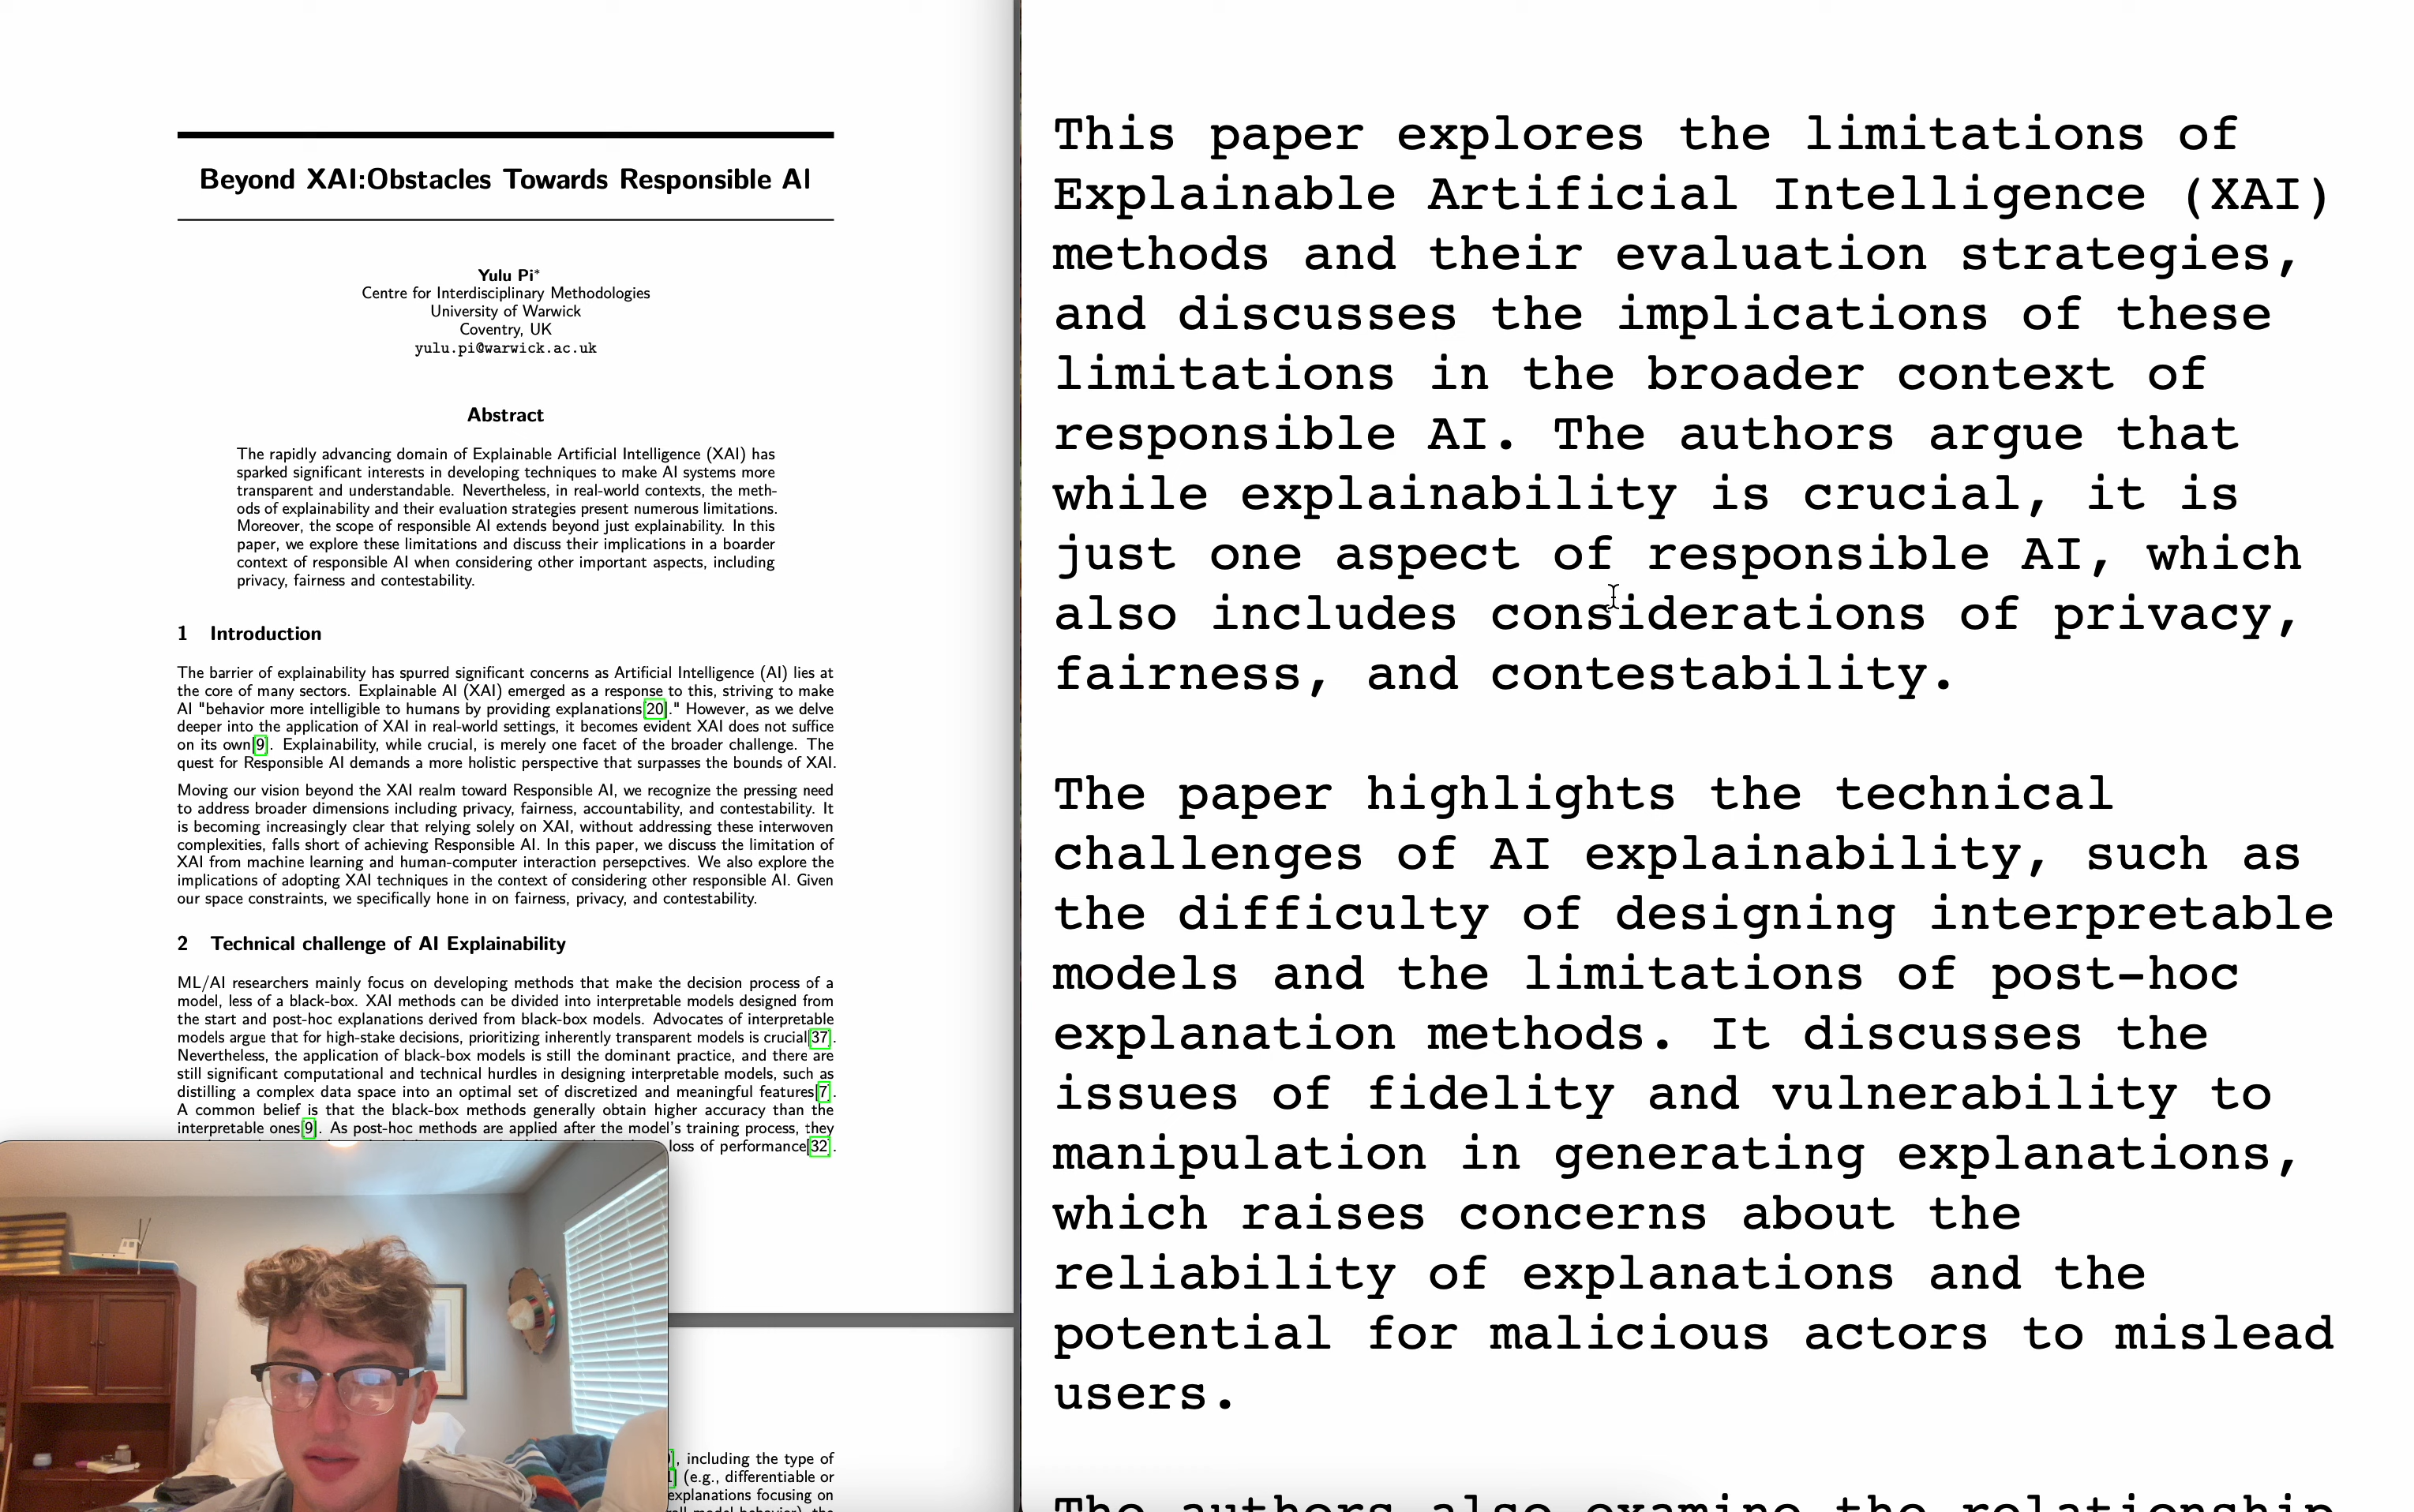 Beyond XAI:Obstacles Towards Responsible AI
Yulu Pi*
Centre for Interdisciplinary Methodologies
University of Warwick
Coventry, UK
yulu.pi@warwick.ac.uk
Abstract
The rapidly advancing domain of Explainable Artificial Intelligence (XAI) has
sparked significant interests in developing techniques to make AI systems more
transparent and understandable. Nevertheless, in real-world contexts, the meth-
ods of explainability and their evaluation strategies present numerous limitations.
Moreover, the scope of responsible AI extends beyond just explainability. In this
paper, we explore these limitations and discuss their implications in a boarder
context of responsible AI when considering other important aspects, including
privacy, fairness and contestability.
1 Introduction
The barrier of explainability has spurred significant concerns as Artificial Intelligence (AI) lies at
the core of many sectors. Explainable AI (XAI) emerged as a response to this, striving to make
AI "behavior more intelligible to humans by providing explanations[20]." However, as we delve
deeper into the application of XAI in real-world settings, it becomes evident XAI does not suffice
on its own[9]. Explainability, while crucial, is merely one facet of the broader challenge. The
quest for Responsible AI demands a more holistic perspective that surpasses the bounds of XAI.
Moving our vision beyond the XAI realm toward Responsible AI, we recognize the pressing need
to address broader dimensions including privacy, fairness, accountability, and contestability. It
is becoming increasingly clear that relying solely on XAI, without addressing these interwoven
complexities, falls short of achieving Responsible AI. In this paper, we discuss the limitation of
XAI from machine learning and human-computer interaction persepctives. We also explore the
implications of adopting XAI techniques in the context of considering other responsible AI. Given
our space constraints, we specifically hone in on fairness, privacy, and contestability.
2 Technical challenge of AI Explainability
ML/AI researchers mainly focus on developing methods that make the decision process of a
model, less of a black-box. XAI methods can be divided into interpretable models designed from
the start and post-hoc explanations derived from black-box models. Advocates of interpretable
models argue that for high-stake decisions, prioritizing inherently transparent models is crucial[37].
Nevertheless, the application of black-box models is still the dominant practice, and there are
still significant computational and technical hurdles in designing interpretable models, such as
distilling a complex data space into an optimal set of discretized and meaningful features[7].
A common belief is that the black-box methods generally obtain higher accuracy than the
interpretable ones[9]. As post-hoc methods are applied after the model's training process, they
loss of performance[32].
, including the type of
(e.g., differentiable or
explanations focusing on
This paper explores the limitations of
Explainable Artificial Intelligence (XAI)
methods and their evaluation strategies,
and discusses the implications of these
limitations in the broader context of
responsible AI. The authors argue that
while explainability is crucial, it is
just one aspect of responsible AI, which
also includes considerations of privacy,
fairness, and contestability.
The paper highlights the technical
challenges of AI explainability, such as
the difficulty of designing interpretable
models and the limitations of post-hoc
explanation methods. It discusses the
issues of fidelity and vulnerability to
manipulation in generating explanations,
which raises concerns about the
reliability of explanations and the
potential for malicious actors to mislead
users.
The authors also examine the relationship